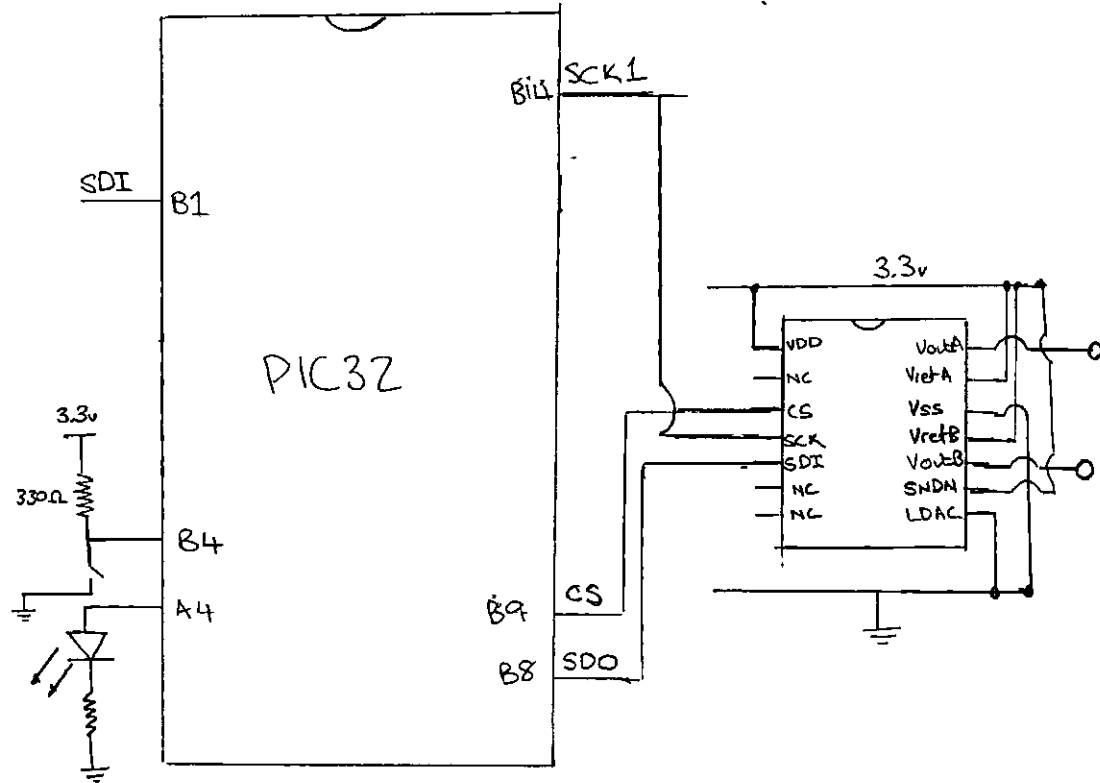 SCK1
B14
SDI
B1
3.3v
PIC32
VDD
VoutA
NC
VrefA
3.3v
CS
Vss
SCK
VrefB
330Ω
SDI
VoutB
NC
SNDN
NC
LDAC
B4
A4
B9
CS
B8
SDO